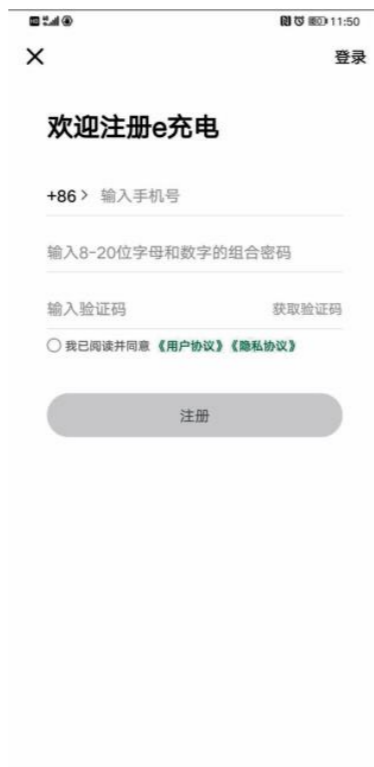 11:50
登录
欢迎注册e充电
+86 > 输入手机号
输入8-20位字母和数字的组合密码
输入验证码 获取验证码
我已阅读并同意《用户协议》《隐私协议》
注册